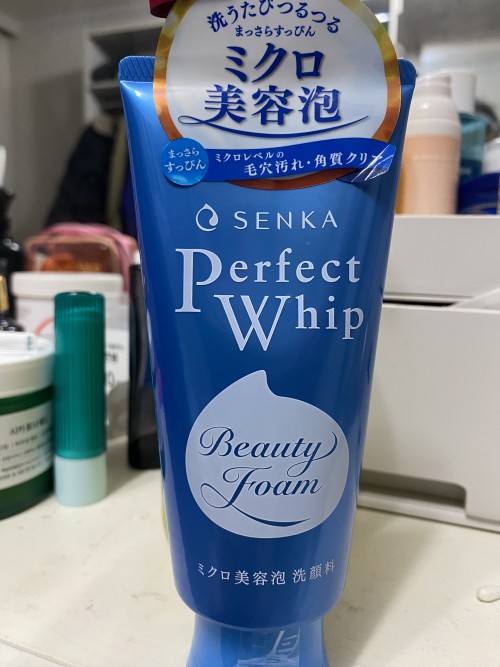 洗うたびつるつる
まっさらすっぴん
ミクロ
美容泡
まっさら
すっぴん
ミクロレベルの
毛穴汚れ・角質クリア
SENKA
Perfect
Whip
Beauty
Foam
ミクロ美容泡 洗顔料